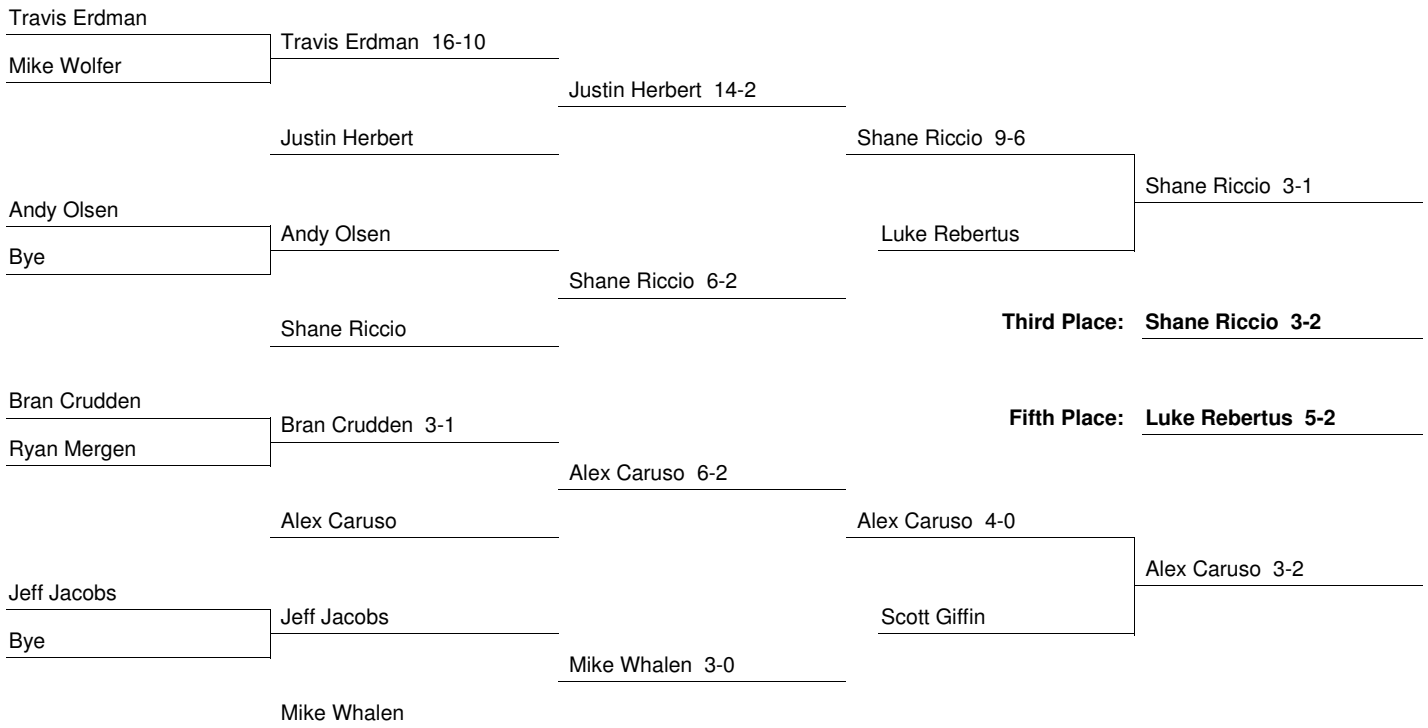 Travis Erdman
Travis Erdman 16-10
Mike Wolfer
Justin Herbert 14-2
Justin Herbert
Shane Riccio 9-6
Shane Riccio 3-1
Andy Olsen
Andy Olsen
Luke Rebertus
Bye
Shane Riccio 6-2
Shane Riccio
Third Place: Shane Riccio 3-2
Bran Crudden
Bran Crudden 3-1
Fifth Place: Luke Rebertus 5-2
Ryan Mergen
Alex Caruso 6-2
Alex Caruso
Alex Caruso 4-0
Alex Caruso 3-2
Jeff Jacobs
Jeff Jacobs
Scott Giffin
Bye
Mike Whalen 3-0
Mike Whalen